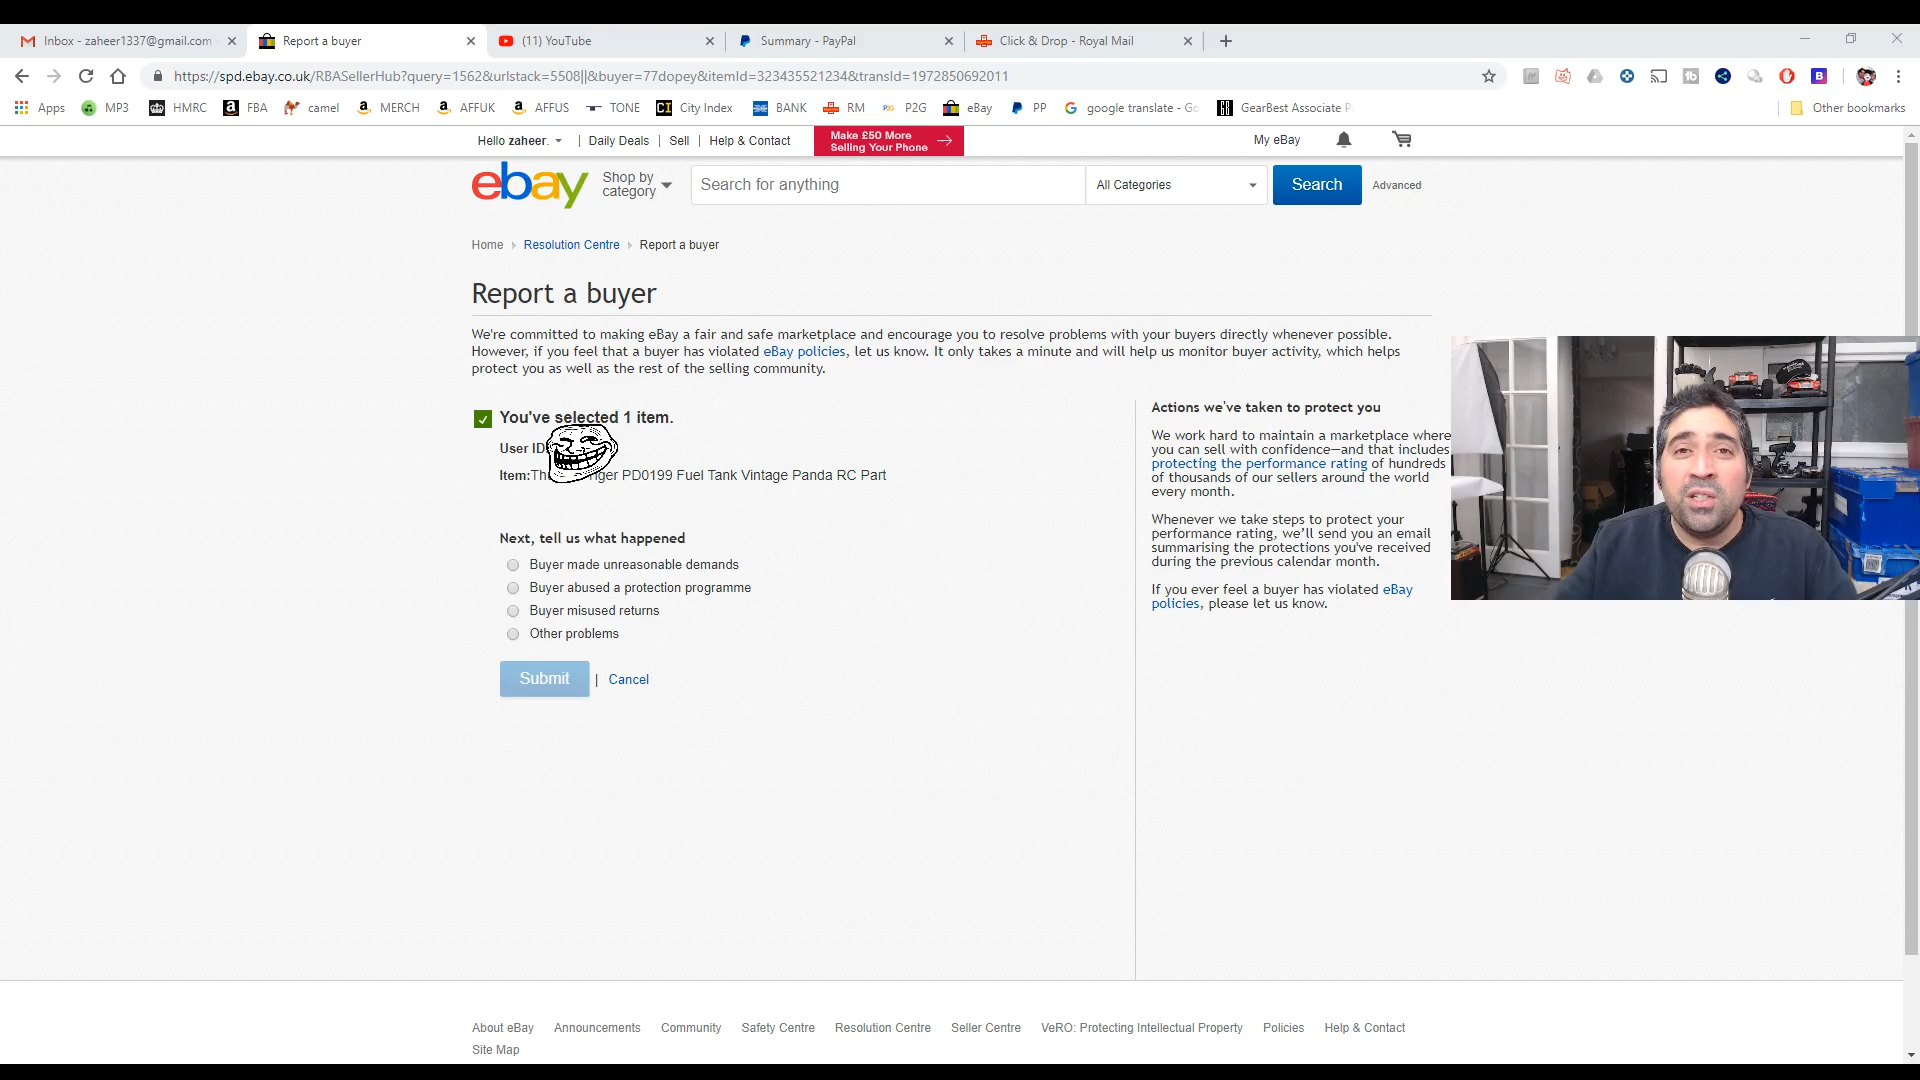 Inbox - zaheer1337@gmail.com
Report a buyer
(11) YouTube
Summary - PayPal
Click & Drop - Royal Mail
https://spd.ebay.co.uk/RBASellerHub?query=1562&urlstack=5508||&buyer=77dopey&itemId=323435521234&transId=1972850692011
Apps MP3 HMRC FBA camel MERCH AFFUK AFFUS TONE City Index BANK RM P2G eBay PP google translate - Go GearBest Associate P Other bookmarks
Hello zaheer. | Daily Deals | Sell | Help & Contact
Make £50 More
Selling Your Phone
My eBay
ebay
Shop by
category
Search for anything
All Categories
Search
Advanced
Home Resolution Centre Report a buyer
Report a buyer
We're committed to making eBay a fair and safe marketplace and encourage you to resolve problems with your buyers directly whenever possible.
However, if you feel that a buyer has violated eBay policies, let us know. It only takes a minute and will help us monitor buyer activity, which helps
protect you as well as the rest of the selling community.
You've selected 1 item.
User ID
Item: PD0199 Fuel Tank Vintage Panda RC Part
Next, tell us what happened
Buyer made unreasonable demands
Buyer abused a protection programme
Buyer misused returns
Other problems
Submit | Cancel
Actions we've taken to protect you
We work hard to maintain a marketplace where
you can sell with confidence—and that includes
protecting the performance rating of hundreds
of thousands of our sellers around the world
every month.
Whenever we take steps to protect your
performance rating, we'll send you an email
summarising the protections you've received
during the previous calendar month.
If you ever feel a buyer has violated eBay
policies, please let us know.
About eBay Announcements Community Safety Centre Resolution Centre Seller Centre VeRO: Protecting Intellectual Property Policies Help & Contact
Site Map